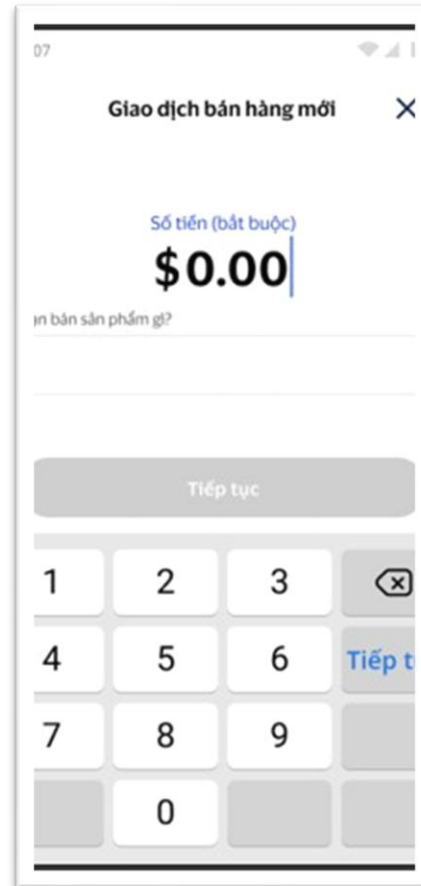 07
Giao dịch bán hàng mới
Số tiền (bắt buộc)
$0.00
bán sản phẩm gì?
Tiếp tục
1 2 3
4 5 6 Tiếp
7 8 9
0